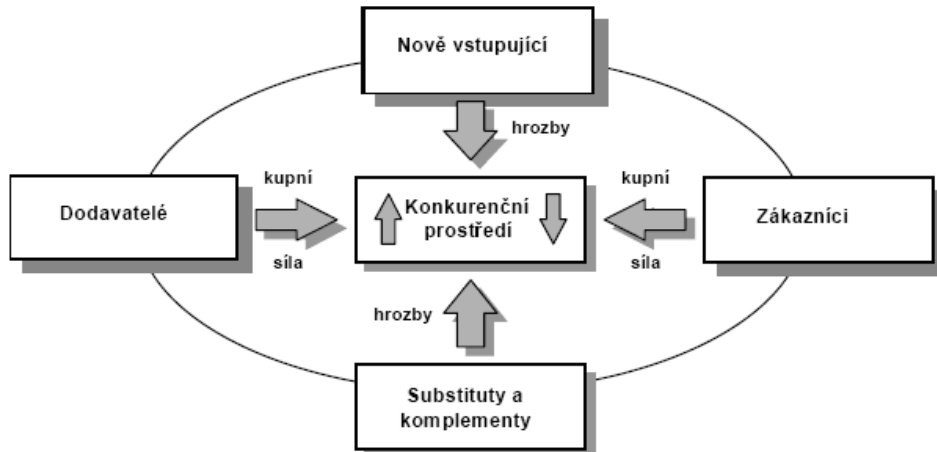 Nově vstupující
hrozby
kupní
Dodavatelé
síla
Konkurenční
prostředí
kupní
Zákazníci
síla
hrozby
Substituty a
komplementy